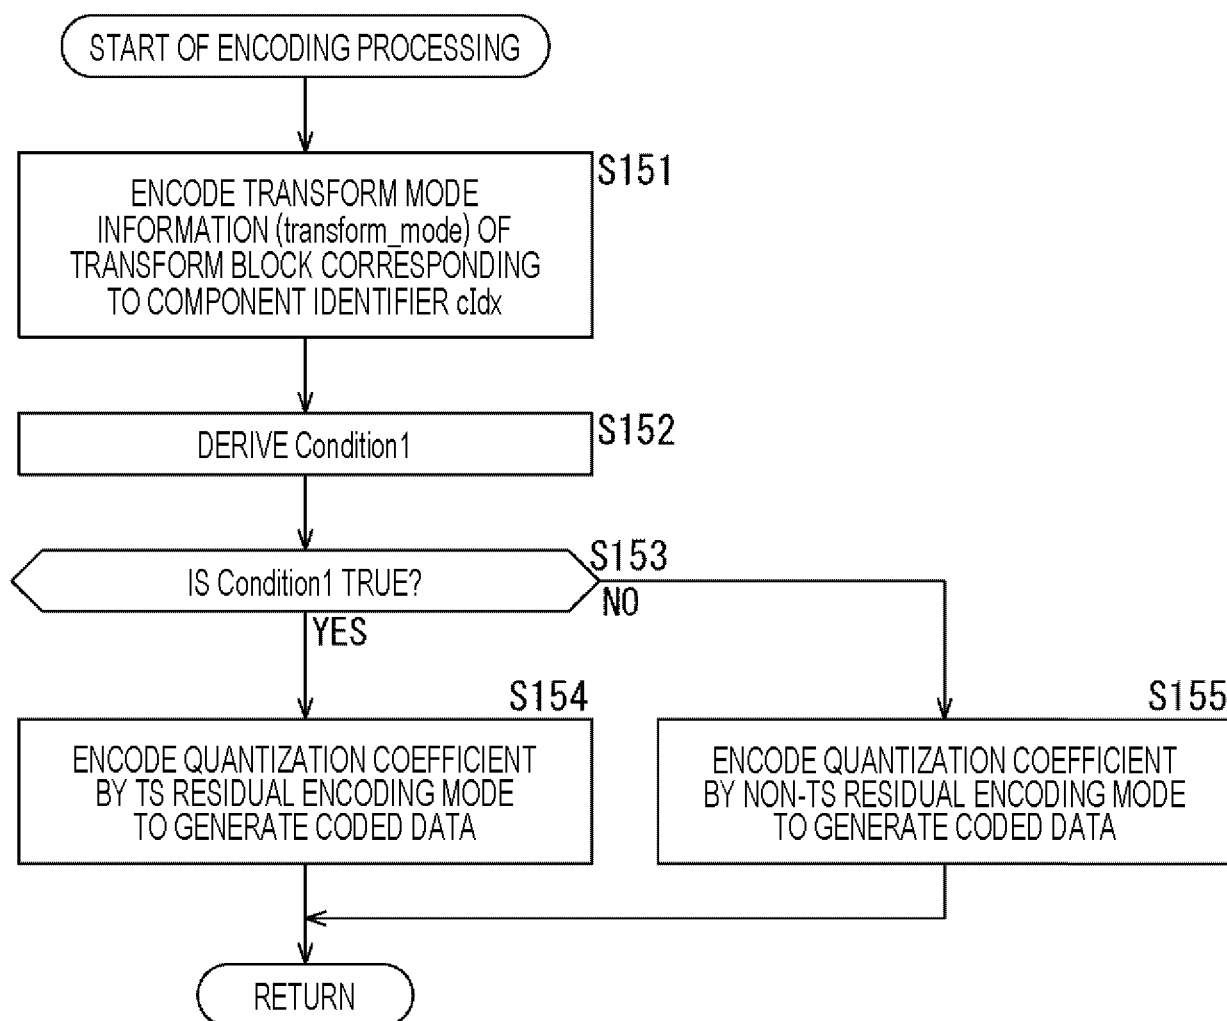 START OF ENCODING PROCESSING
S151
ENCODE TRANSFORM MODE
INFORMATION (transform_mode) OF
TRANSFORM BLOCK CORRESPONDING
TO COMPONENT IDENTIFIER cIdx
S152
DERIVE Condition1
S153
IS Condition1 TRUE?
NO
YES
S154
ENCODE QUANTIZATION COEFFICIENT
BY TS RESIDUAL ENCODING MODE
TO GENERATE CODED DATA
S155
ENCODE QUANTIZATION COEFFICIENT
BY NON-TS RESIDUAL ENCODING MODE
TO GENERATE CODED DATA
RETURN